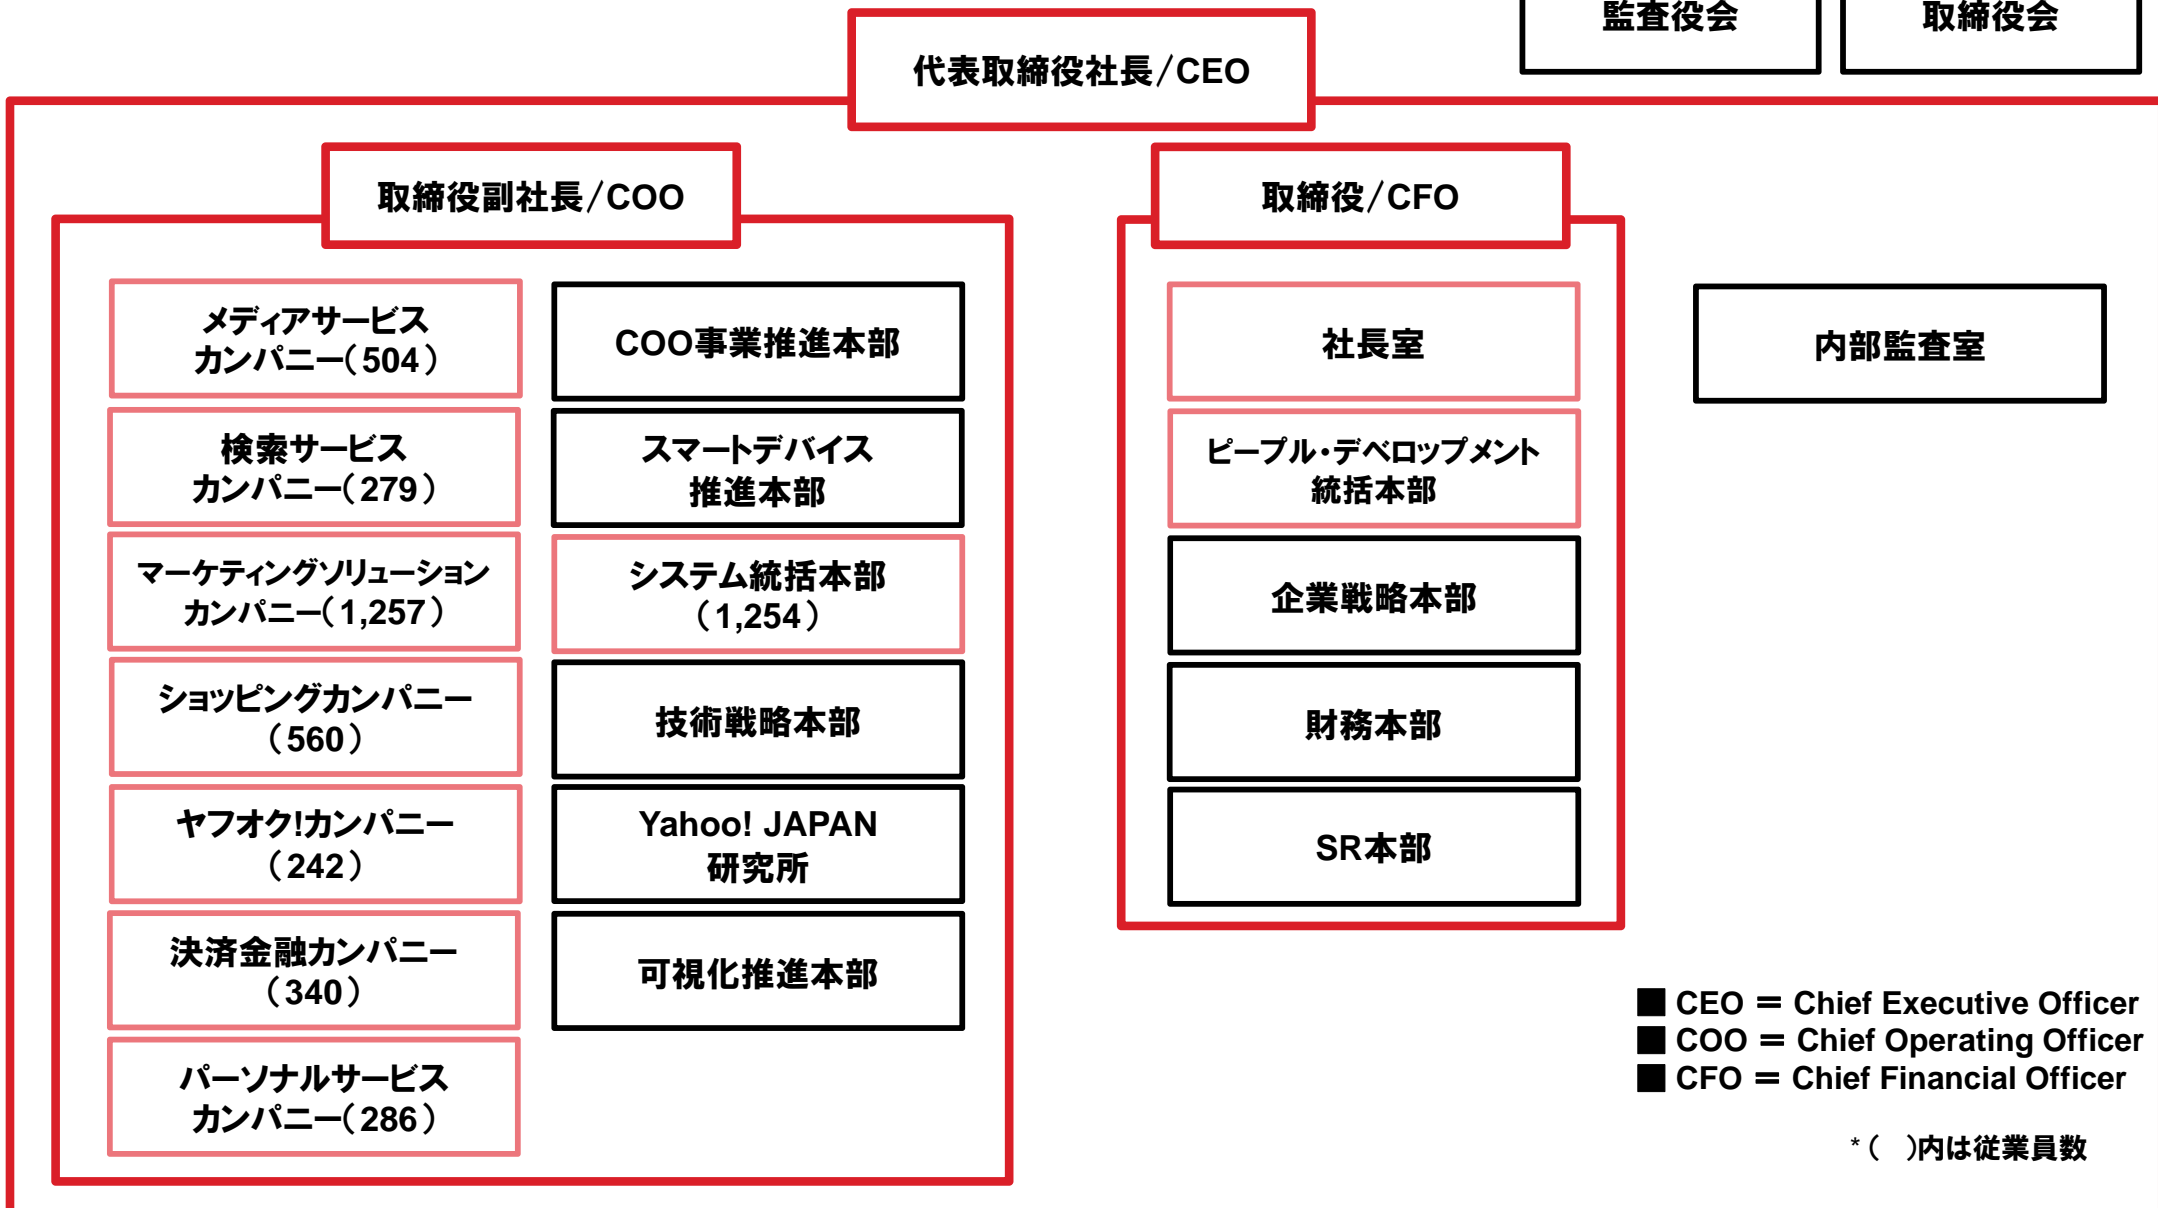 監査役会
取締役会
代表取締役社長/CEO
取締役副社長/COO
取締役/CFO
メディアサービス
カンパニー(504)
検索サービス
カンパニー(279)
マーケティングソリューション
カンパニー(1,257)
ショッピングカンパニー
(560)
ヤフオク!カンパニー
(242)
決済金融カンパニー
(340)
パーソナルサービス
カンパニー(286)
COO事業推進本部
スマートデバイス
推進本部
システム統括本部
(1,254)
技術戦略本部
Yahoo! JAPAN
研究所
可視化推進本部
社長室
ピープル・デベロップメント
統括本部
企業戦略本部
財務本部
SR本部
内部監査室
■ CEO = Chief Executive Officer
■ COO = Chief Operating Officer
■ CFO = Chief Financial Officer
*( )内は従業員数